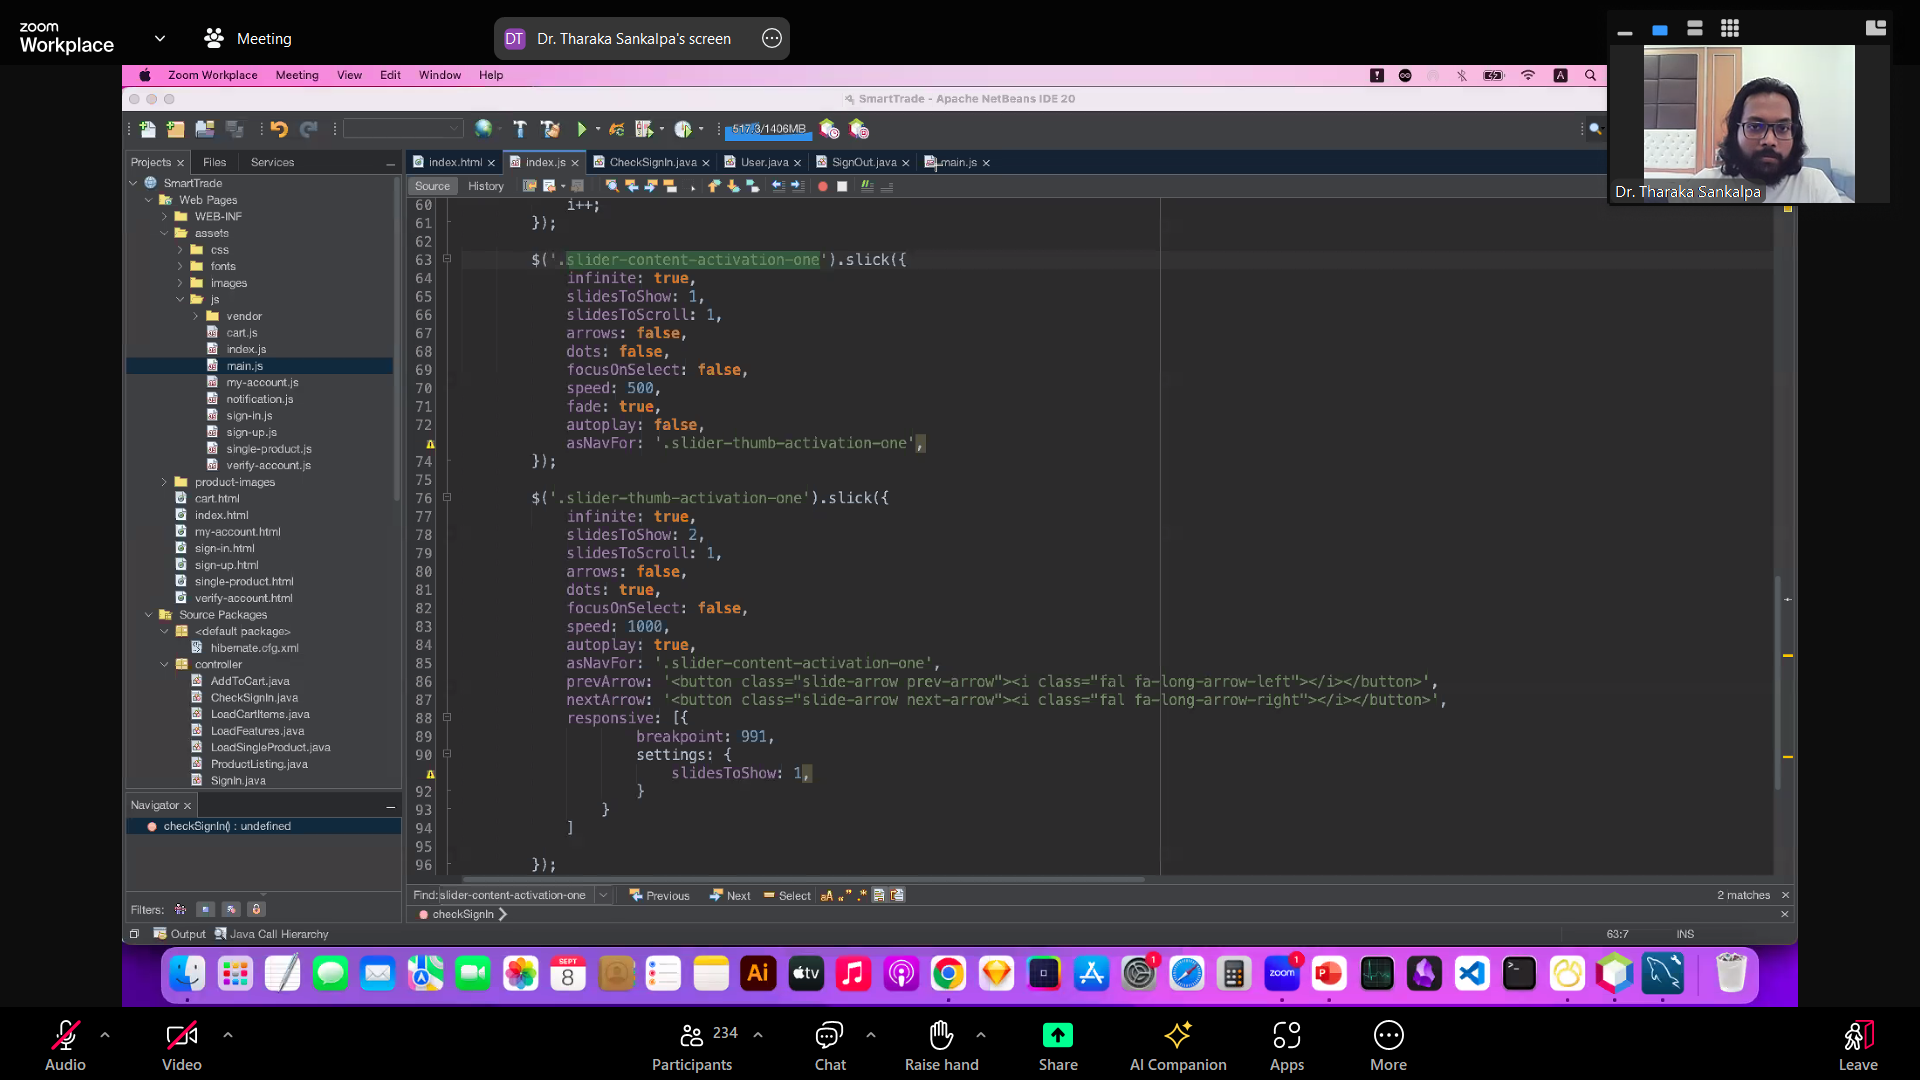 zoom
Workplace
Meeting
DT Dr. Tharaka Sankalpa's screen
Zoom Workplace Meeting View Edit Window Help
SmartTrade - Apache NetBeans IDE 20
517.3/1406MB
Dr. Tharaka Sankalpa
Projects Files Services
index.html index.js CheckSignIn.java User.java SignOut.java main.js
Source History
SmartTrade
Web Pages
WEB-INF
assets
css
fonts
images
js
vendor
cart.js
index.js
main.js
my-account.js
notification.js
sign-in.js
sign-up.js
single-product.js
verify-account.js
product-images
cart.html
index.html
my-account.html
sign-in.html
sign-up.html
single-product.html
verify-account.html
Source Packages
<default package>
hibernate.cfg.xml
controller
AddToCart.java
CheckSignIn.java
LoadCartItems.java
LoadFeatures.java
LoadSingleProduct.java
ProductListing.java
SignIn.java
Navigator
checkSignIn() : undefined
Filters:
60 i++;
61 });
62
63 $('.slider-content-activation-one').slick({
64 infinite: true,
65 slidesToShow: 1,
66 slidesToScroll: 1,
67 arrows: false,
68 dots: false,
69 focusOnSelect: false,
70 speed: 500,
71 fade: true,
72 autoplay: false,
asNavFor: '.slider-thumb-activation-one',
74 });
75
76 $('.slider-thumb-activation-one').slick({
77 infinite: true,
78 slidesToShow: 2,
79 slidesToScroll: 1,
80 arrows: false,
81 dots: true,
82 focusOnSelect: false,
83 speed: 1000,
84 autoplay: true,
85 asNavFor: '.slider-content-activation-one',
86 prevArrow: '<button class="slide-arrow prev-arrow"><i class="fal fa-long-arrow-left"></i></button>',
87 nextArrow: '<button class="slide-arrow next-arrow"><i class="fal fa-long-arrow-right"></i></button>',
88 responsive: [{
89 breakpoint: 991,
90 settings: {
slidesToShow: 1,
92 }
93 }
94 ]
95
96 });
Find: slider-content-activation-one Previous Next Select 2 matches
checkSignIn
Output Java Call Hierarchy 63:7 INS
SEPT
8
Ai
tv
1
zoom
1
Audio
Video
234
Participants
Chat
Raise hand
Share
AI Companion
Apps
More
Leave